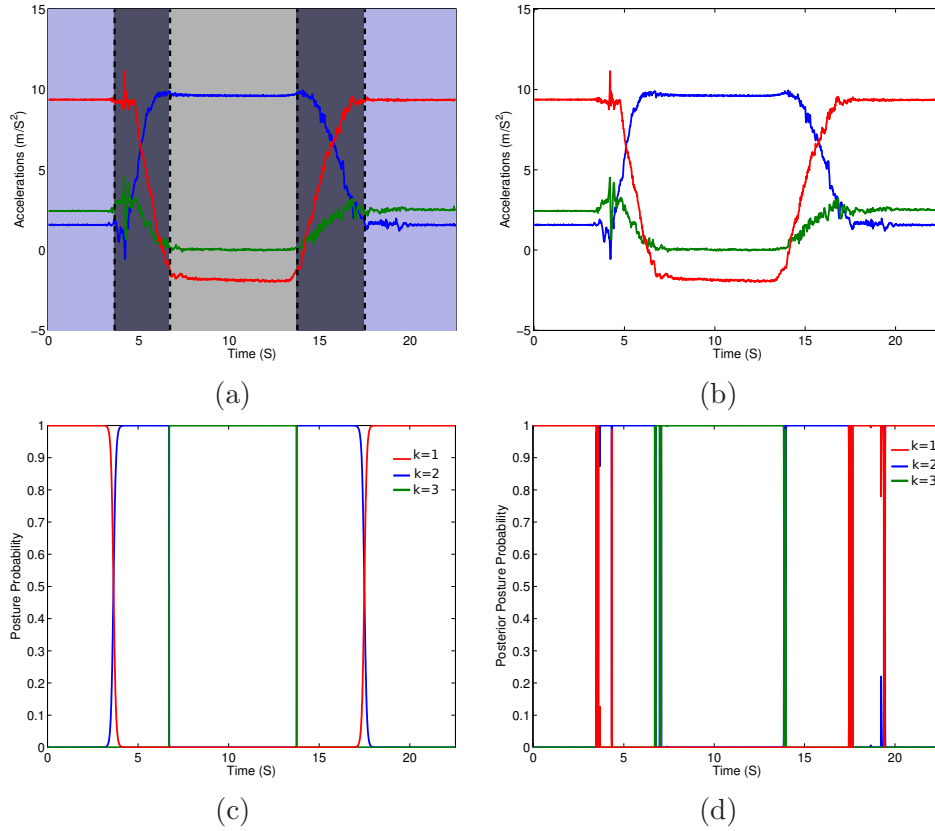 15
10
5
0
−5
Accelerations (m/S²)
0 5 10 15 20
Time (S)
(a)
15
10
5
0
−5
Accelerations (m/S²)
0 5 10 15 20
Time (S)
(b)
1
0.9
0.8
0.7
0.6
0.5
0.4
0.3
0.2
0.1
0
Posture Probability
k=1
k=2
k=3
0 5 10 15 20
Time (S)
(c)
1
0.9
0.8
0.7
0.6
0.5
0.4
0.3
0.2
0.1
0
Posterior Posture Probability
k=1
k=2
k=3
0 5 10 15 20
Time (S)
(d)